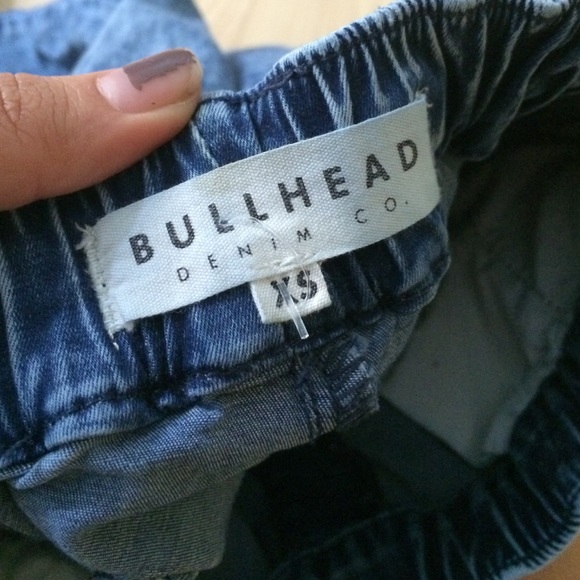 BULLHEAD
DENIM CO.
XS